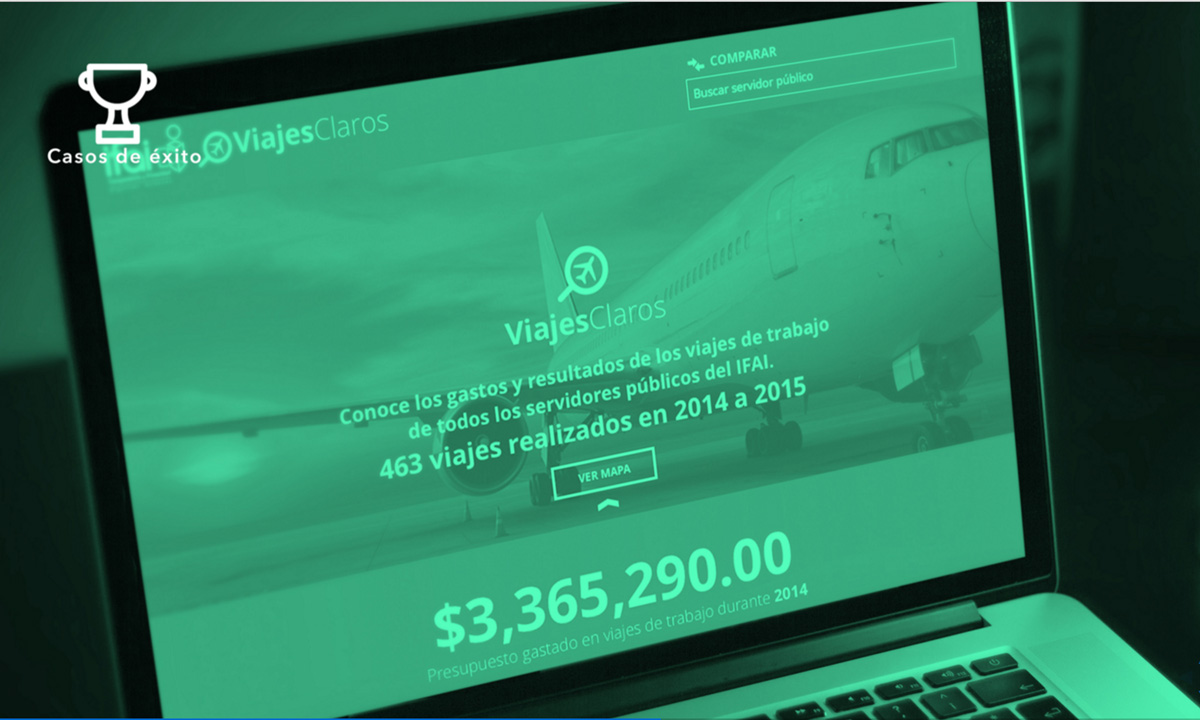 COMPARAR
Buscar servidor público
ViajesClaros
Casos de éxito
ifai
ViajesClaros
Conoce los gastos y resultados de los viajes de trabajo
de todos los servidores públicos del IFAI.
463 viajes realizados en 2014 a 2015
VER MAPA
$3,365,290.00
Presupuesto gastado en viajes de trabajo durante 2014